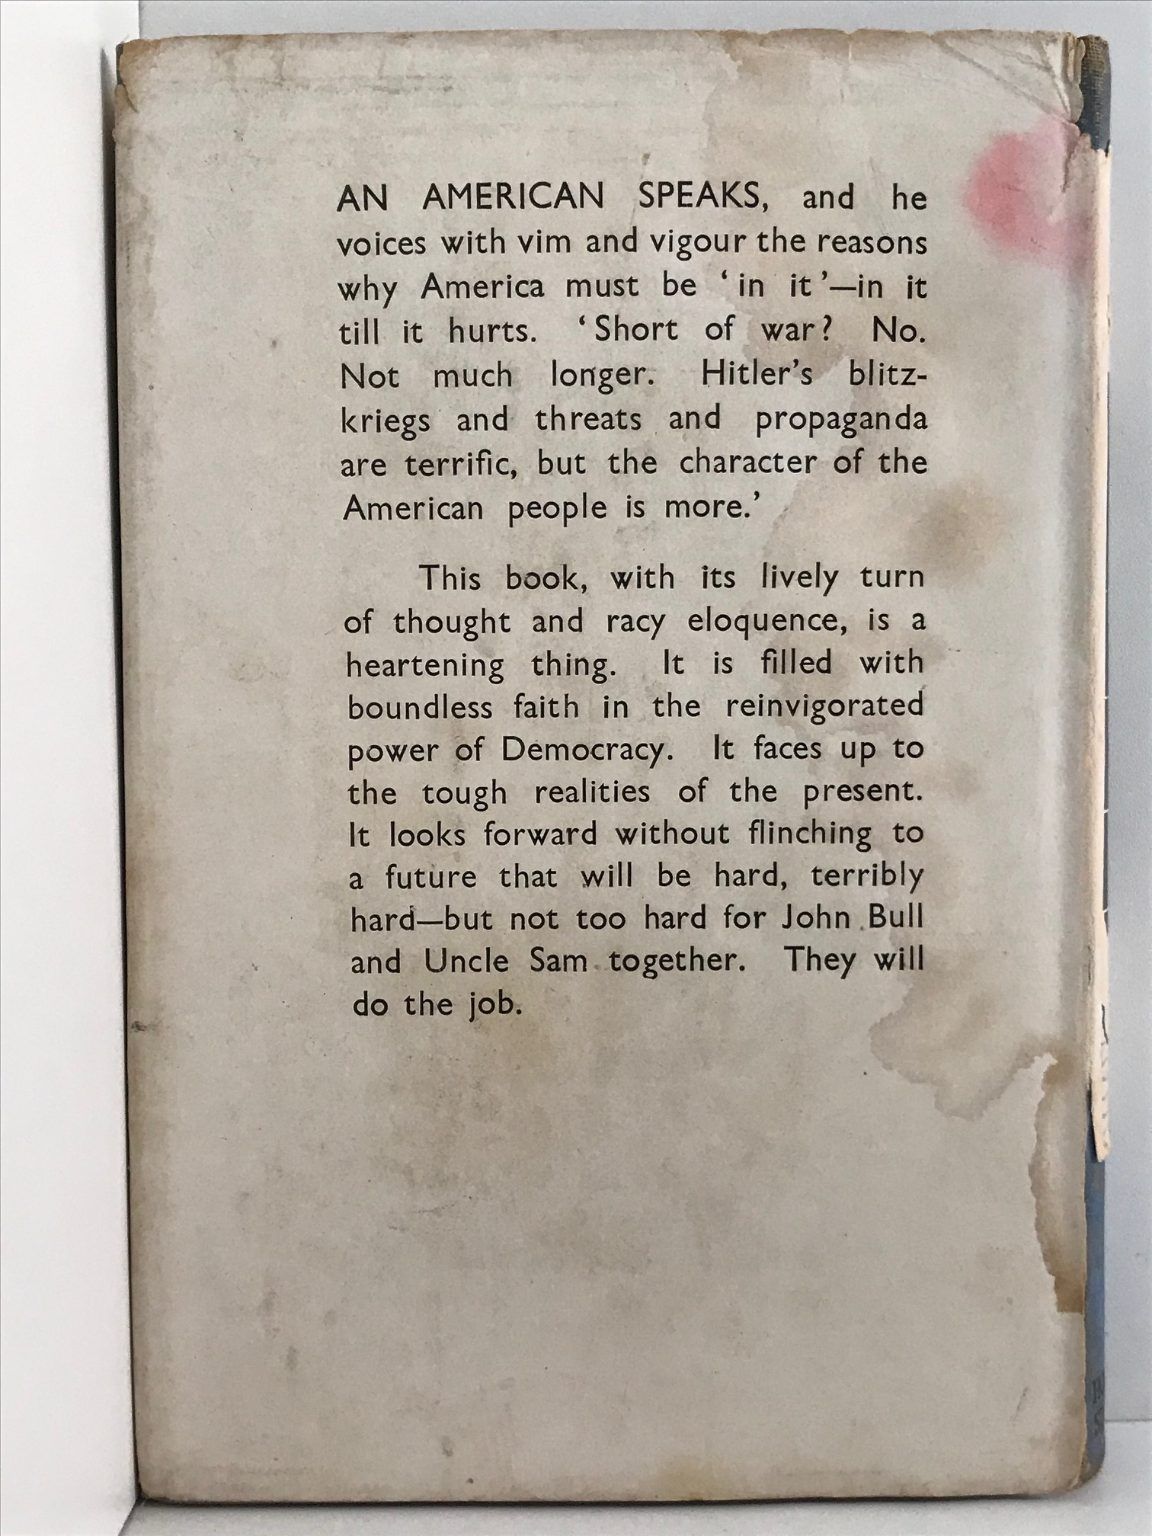 AN AMERICAN SPEAKS, and he
voices with vim and vigour the reasons
why America must be ‘in it’—in it
till it hurts. ‘Short of war? No.
Not much longer. Hitler’s blitz-
kriegs and threats and propaganda
are terrific, but the character of the
American people is more.’
This book, with its lively turn
of thought and racy eloquence, is a
heartening thing. It is filled with
boundless faith in the reinvigorated
power of Democracy. It faces up to
the tough realities of the present.
It looks forward without flinching to
a future that will be hard, terribly
hard—but not too hard for John Bull
and Uncle Sam together. They will
do the job.